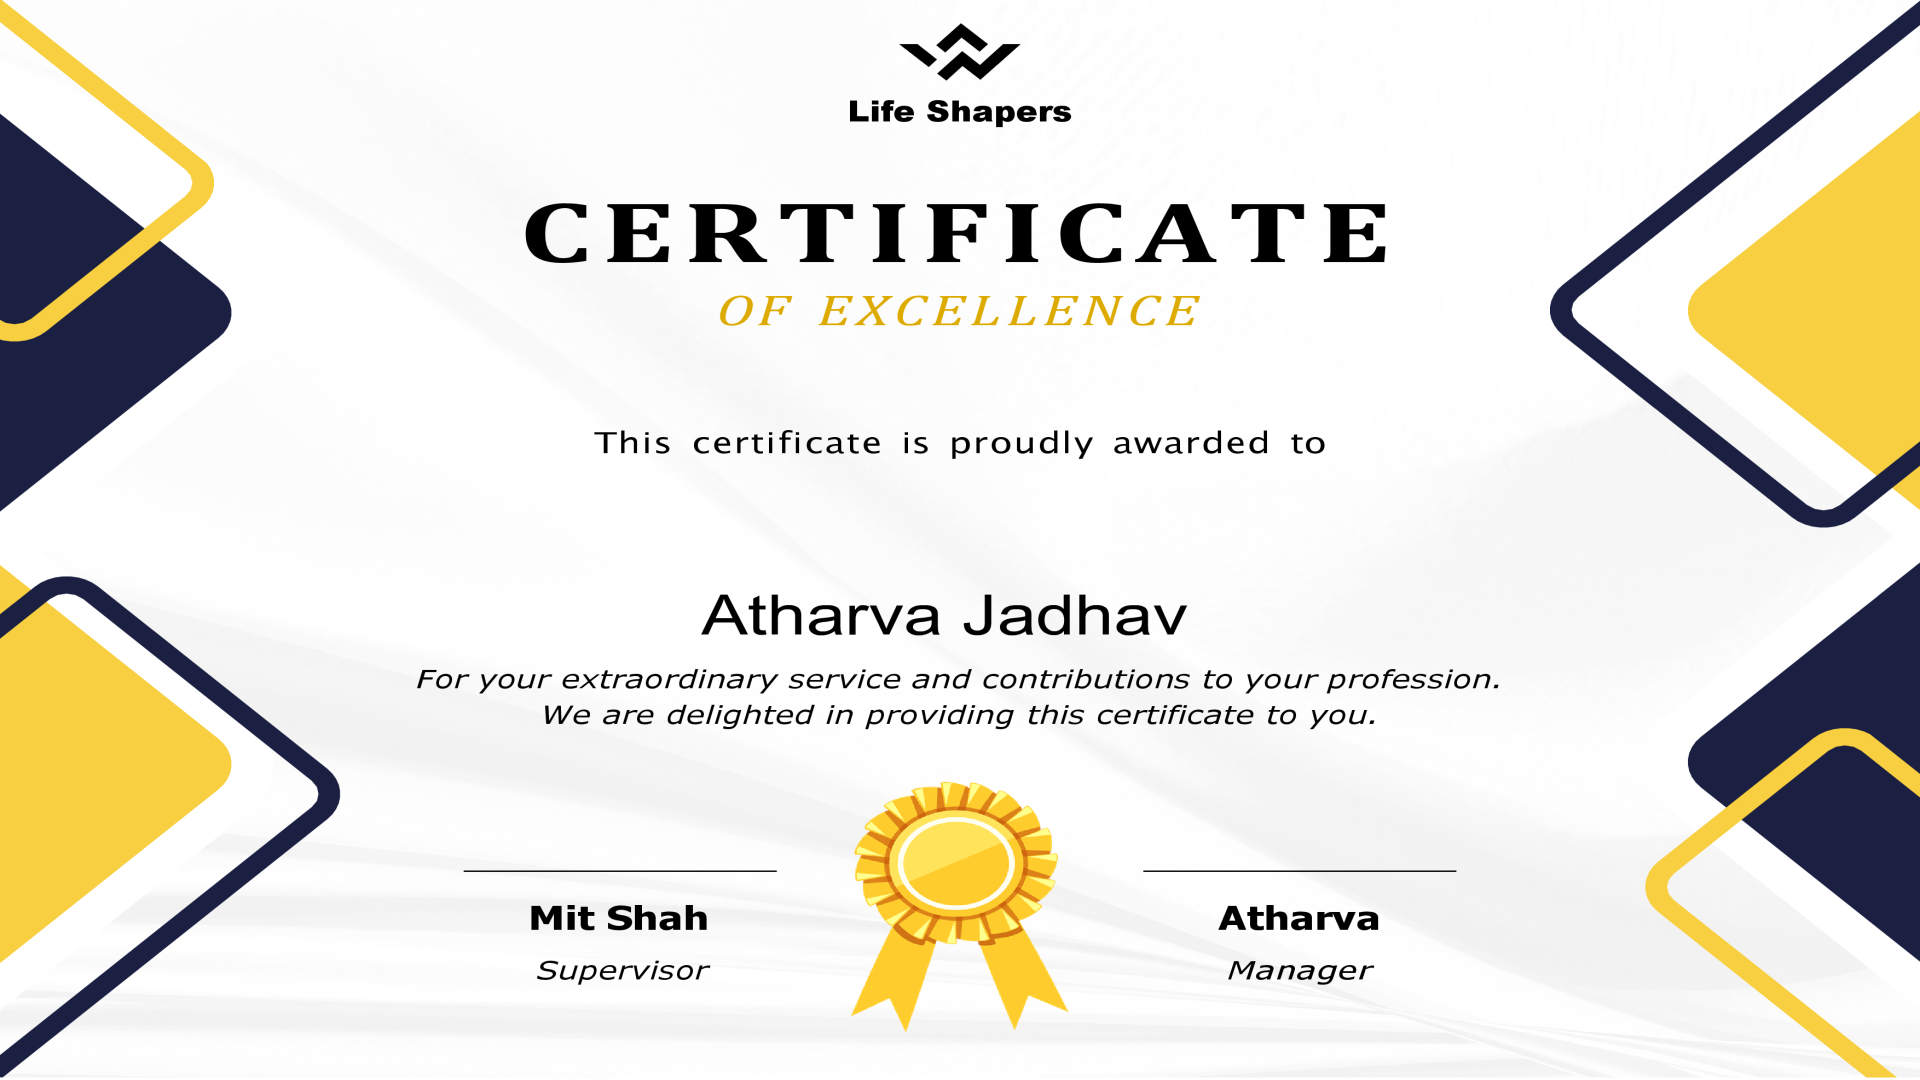 Life Shapers
CERTIFICATE
OF EXCELLENCE
This certificate is proudly awarded to
Atharva Jadhav
For your extraordinary service and contributions to your profession.
We are delighted in providing this certificate to you.
Mit Shah
Supervisor
Atharva
Manager